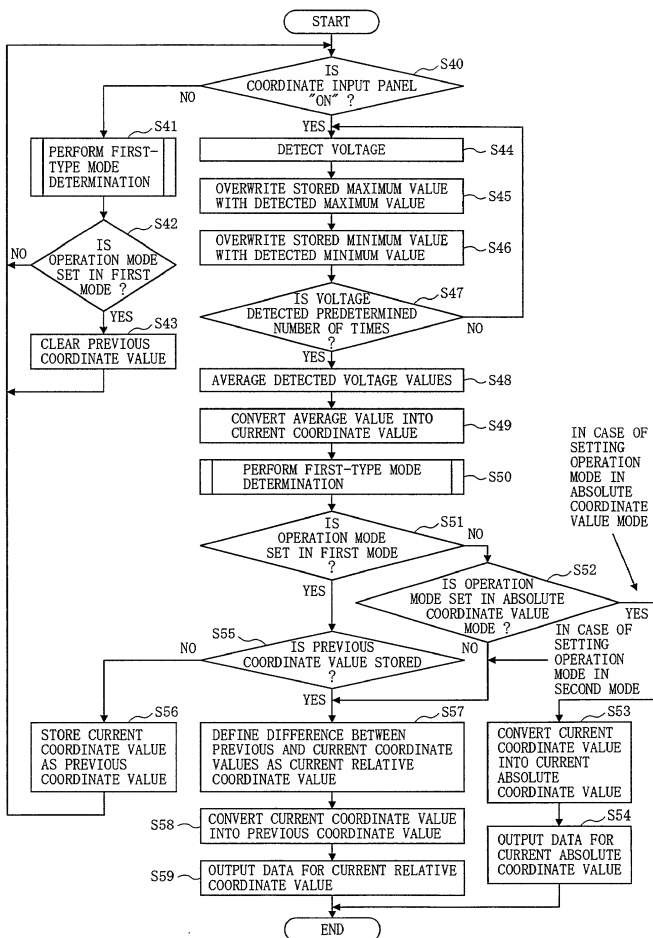 START
IS
COORDINATE INPUT PANEL
"ON" ?
S40
NO
YES
S41
PERFORM FIRST-
TYPE MODE
DETERMINATION
DETECT VOLTAGE
S44
OVERWRITE STORED MAXIMUM VALUE
WITH DETECTED MAXIMUM VALUE
S45
S42
IS
OPERATION MODE
SET IN FIRST
MODE ?
NO
YES
OVERWRITE STORED MINIMUM VALUE
WITH DETECTED MINIMUM VALUE
S46
S47
IS VOLTAGE
DETECTED PREDETERMINED
NUMBER OF TIMES
?
NO
YES
S43
CLEAR PREVIOUS
COORDINATE VALUE
AVERAGE DETECTED VOLTAGE VALUES
S48
CONVERT AVERAGE VALUE INTO
CURRENT COORDINATE VALUE
S49
PERFORM FIRST-TYPE MODE
DETERMINATION
S50
IN CASE OF
SETTING
OPERATION
MODE IN
ABSOLUTE
COORDINATE
VALUE MODE
S51
IS
OPERATION MODE
SET IN FIRST MODE
?
NO
YES
S52
IS OPERATION
MODE SET IN ABSOLUTE
COORDINATE VALUE
MODE ?
YES
NO
IN CASE OF
SETTING
OPERATION
MODE IN
SECOND MODE
S55
IS PREVIOUS
COORDINATE VALUE STORED
?
NO
YES
S56
STORE CURRENT
COORDINATE VALUE
AS PREVIOUS
COORDINATE VALUE
S57
DEFINE DIFFERENCE BETWEEN
PREVIOUS AND CURRENT COORDINATE
VALUES AS CURRENT RELATIVE
COORDINATE VALUE
S53
CONVERT CURRENT
COORDINATE VALUE
INTO CURRENT
ABSOLUTE
COORDINATE VALUE
S58
CONVERT CURRENT COORDINATE VALUE
INTO PREVIOUS COORDINATE VALUE
S54
OUTPUT DATA FOR
CURRENT ABSOLUTE
COORDINATE VALUE
S59
OUTPUT DATA FOR CURRENT RELATIVE
COORDINATE VALUE
END